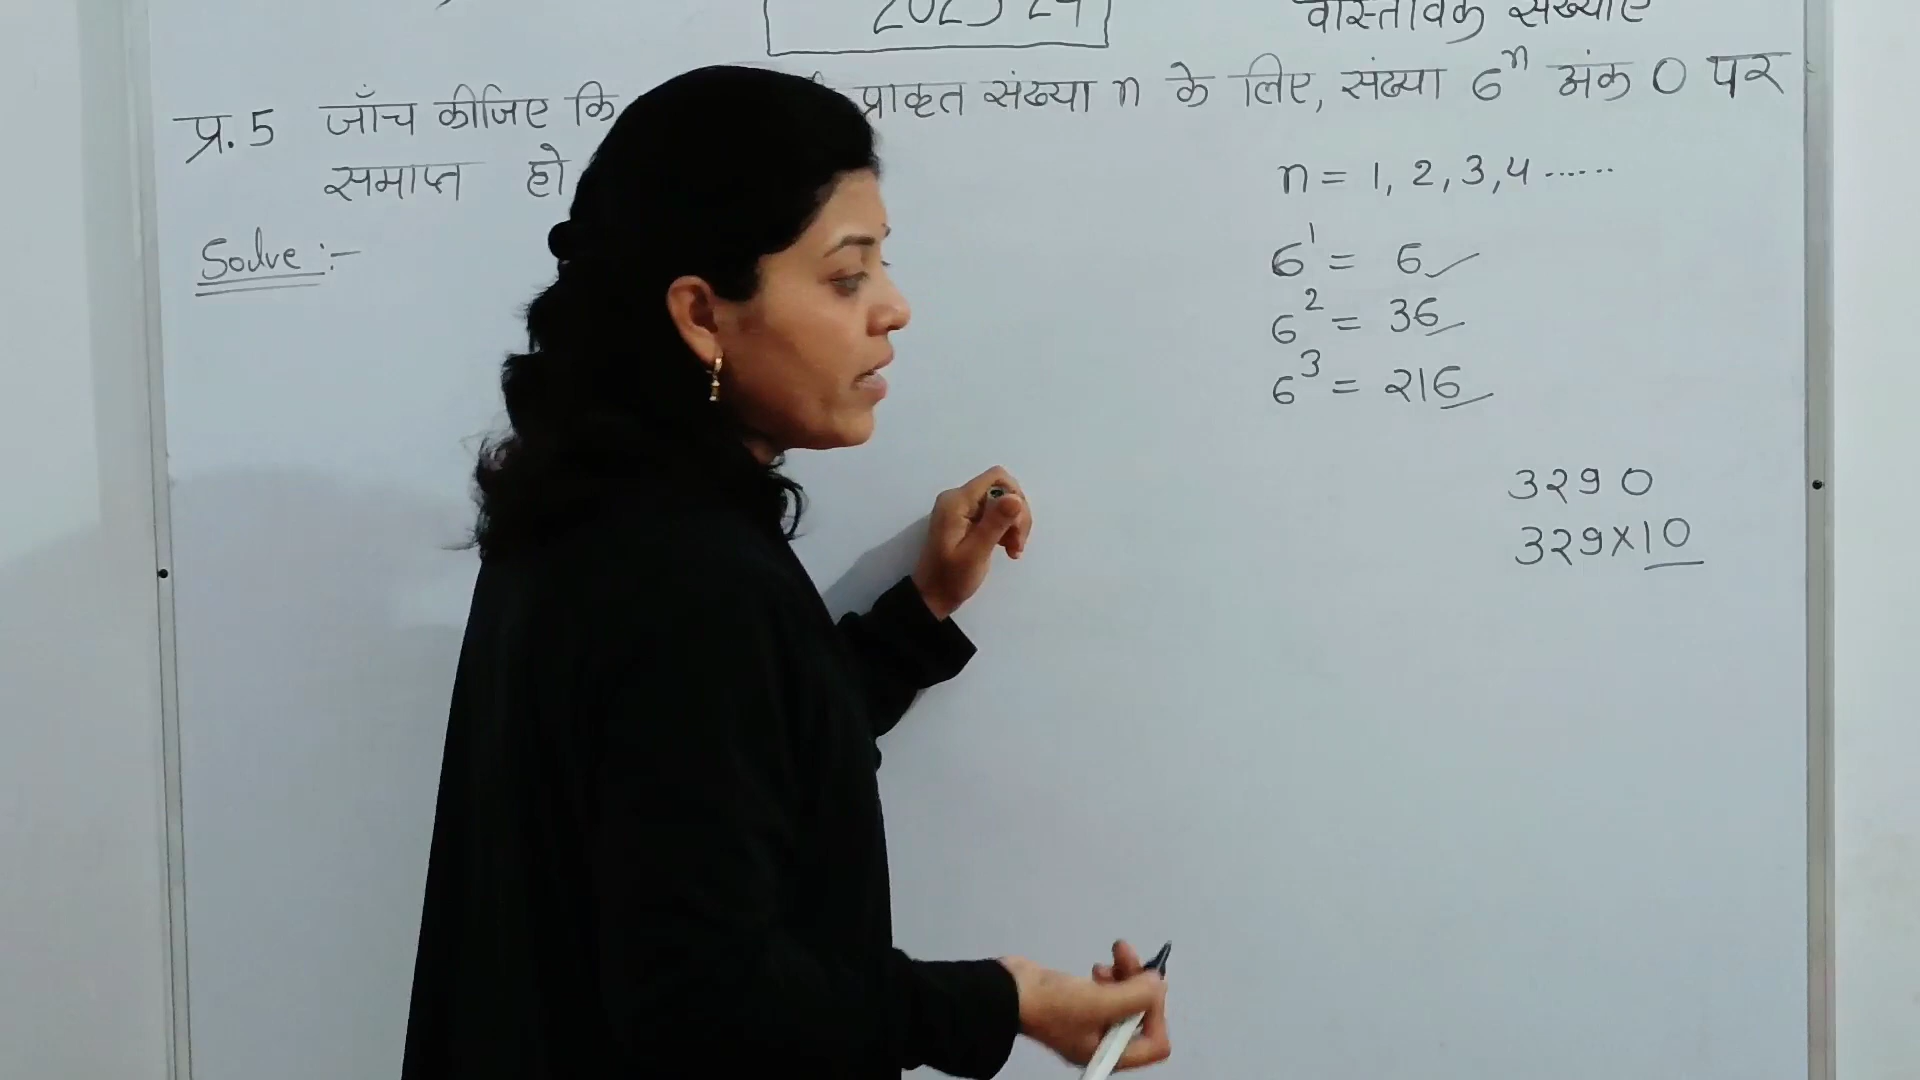 वास्तविक संख्याएँ
प्र. 5 जाँच कीजिए कि प्राकृत संख्या n के लिए, संख्या 6ⁿ अंक 0 पर
समाप्त हो
n = 1, 2, 3, 4 ......
Solve :-
6¹ = 6
6² = 36
6³ = 216
3290
329×10